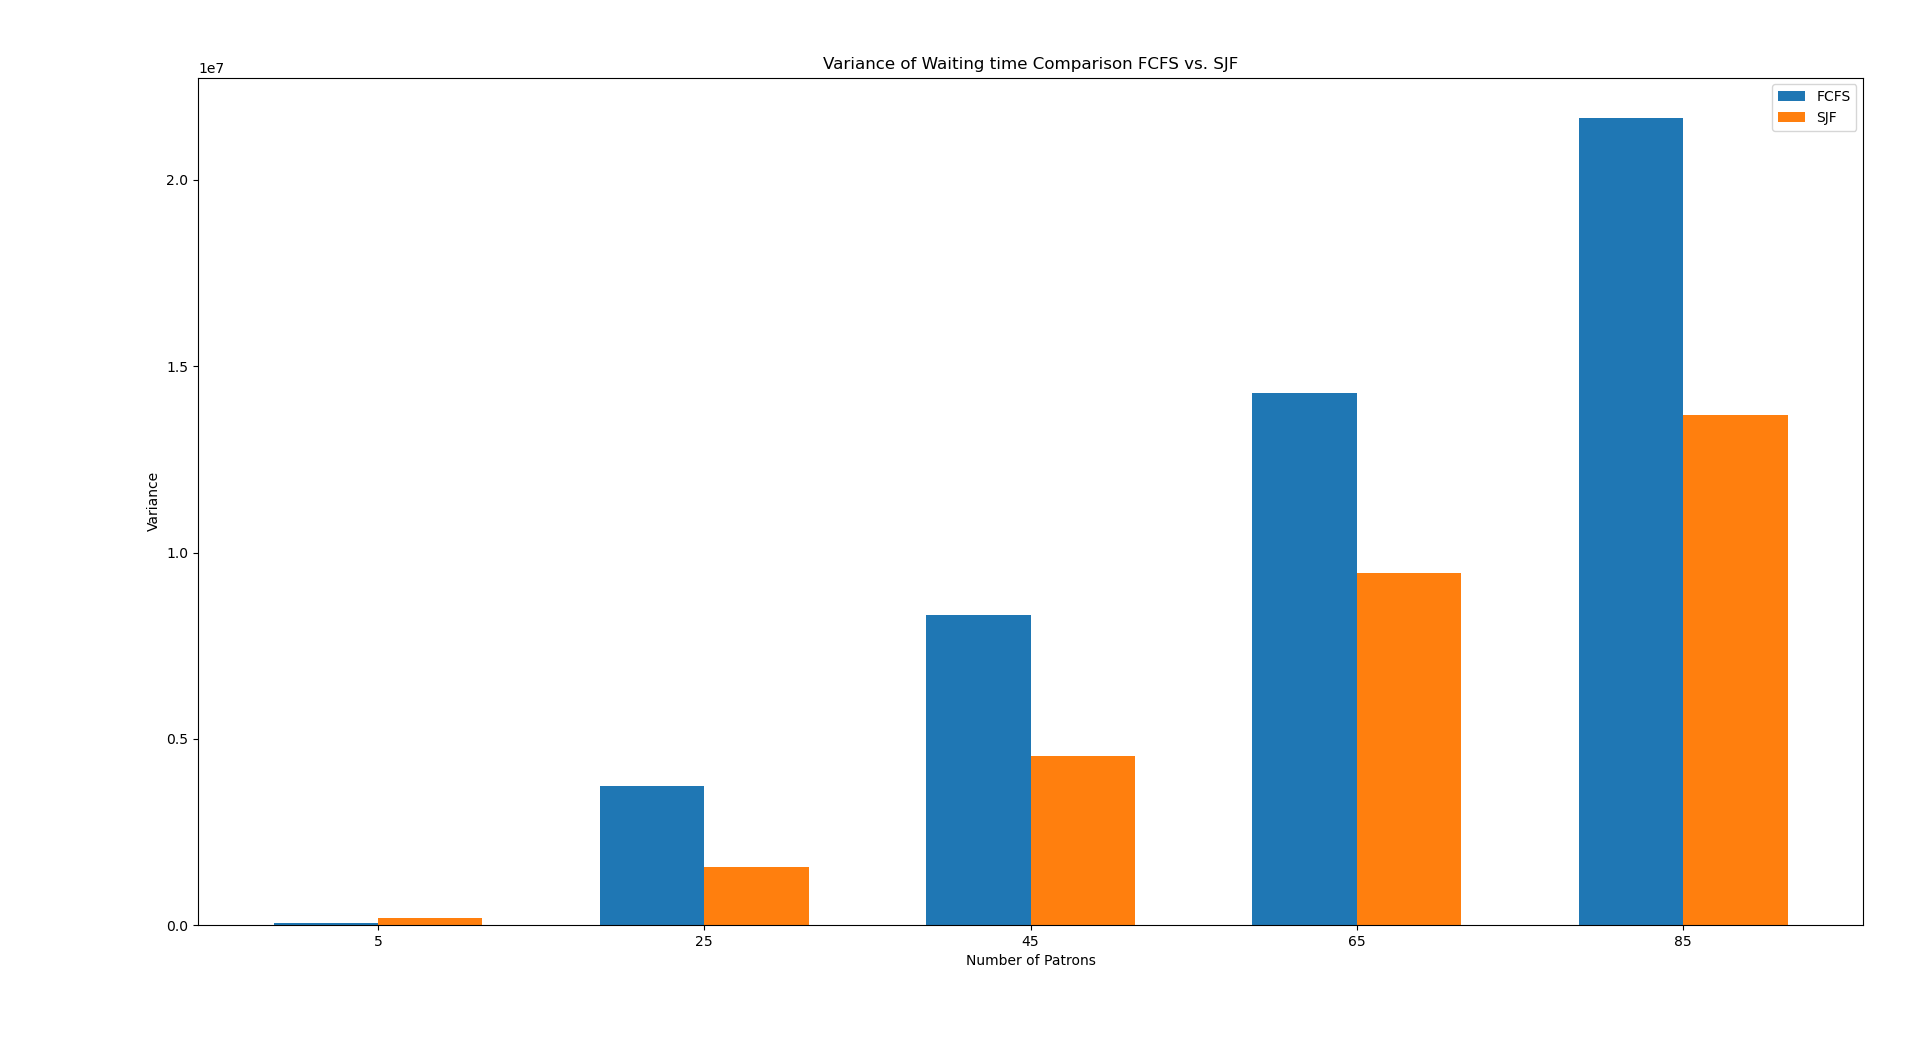 Variance of Waiting time Comparison FCFS vs. SJF
1e7
FCFS
SJF
2.0
1.5
1.0
0.5
0.0
Variance
5 25 45 65 85
Number of Patrons